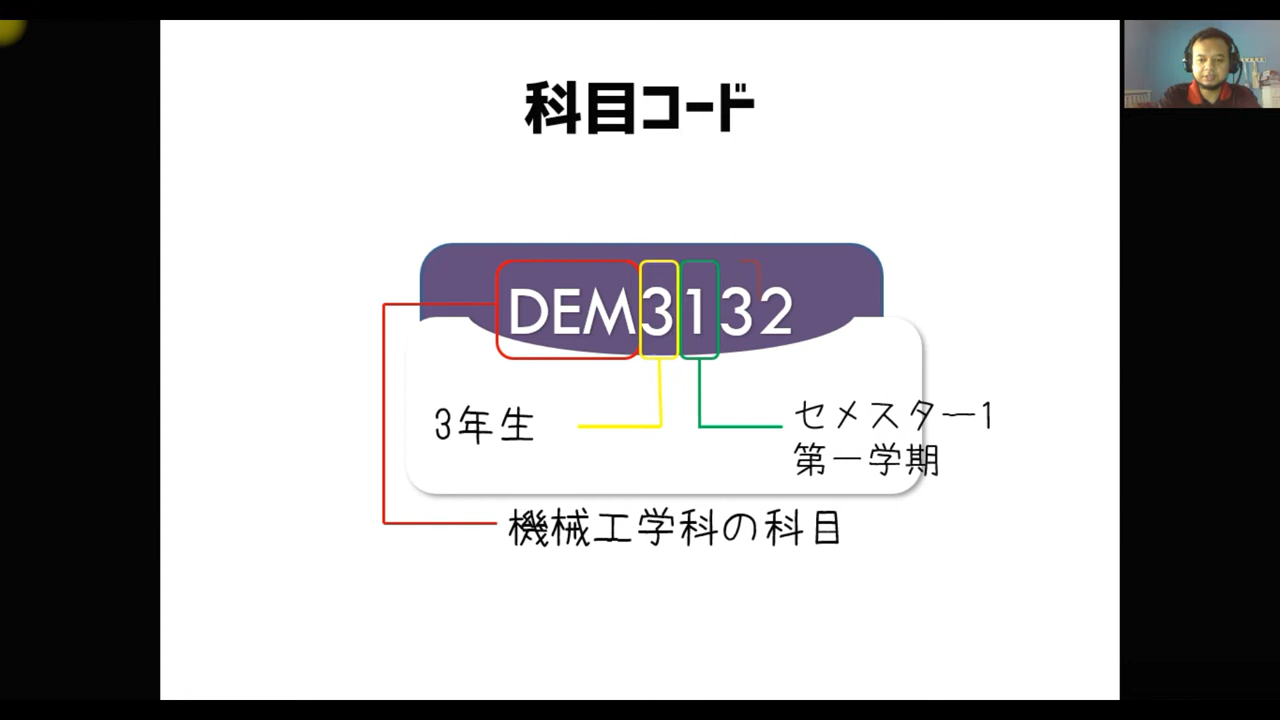 科目コード
DEM3132
3年生
セメスター1
第一学期
機械工学科の科目